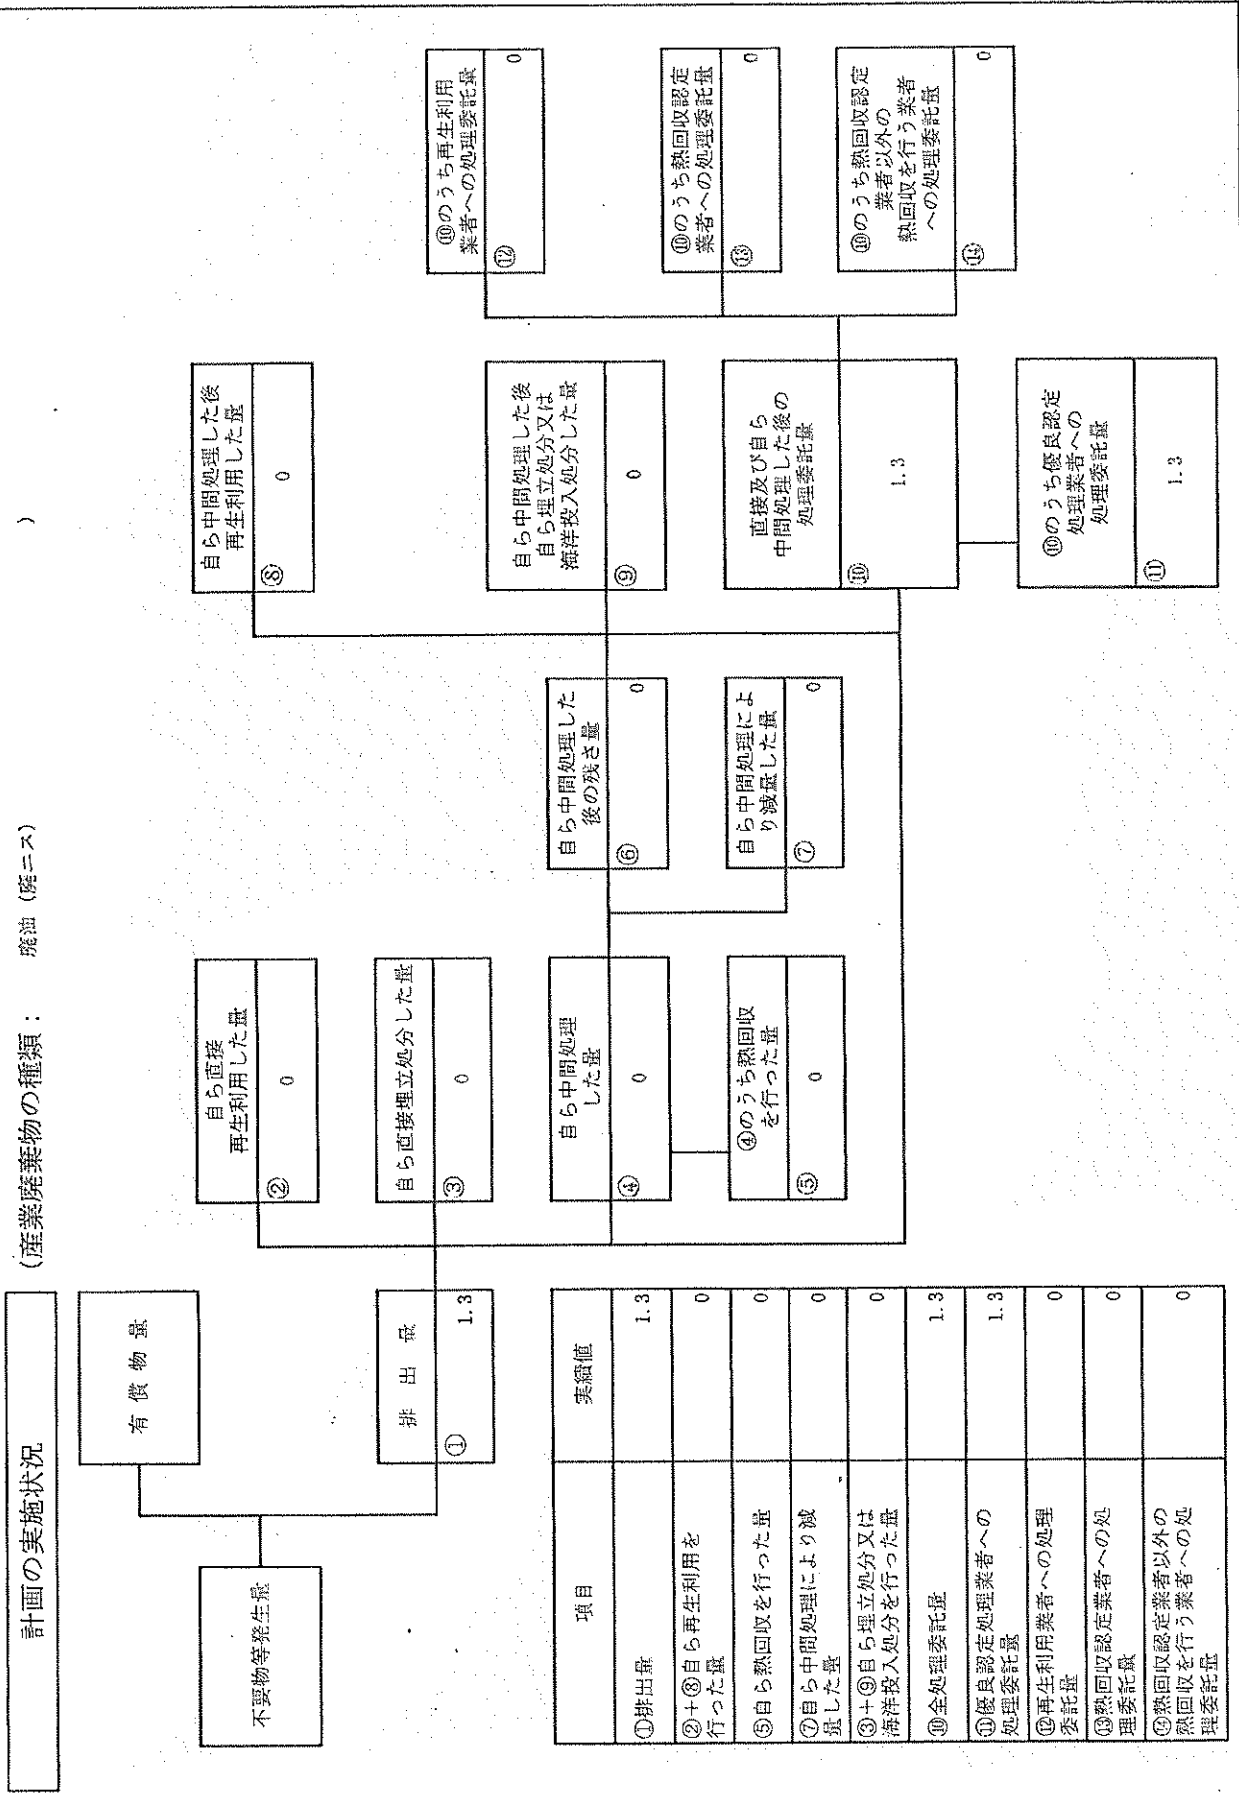 計画の実施状況
(産業廃棄物の種類： 廃油（廃ニス） )
不要物等発生量
有償物量
排出量
① 1.3
自ら直接
再生利用した量
② 0
自ら直接埋立処分した量
③ 0
自ら中間処理
した量
④ 0
④のうち熱回収
を行った量
⑤ 0
自ら中間処理した
後の残さ量
⑥ 0
自ら中間処理によ
り減量した量
⑦ 0
自ら中間処理した後
再生利用した量
⑧ 0
自ら中間処理した後
自ら埋立処分又は
海洋投入処分した量
⑨ 0
直接及び自ら
中間処理した後の
処理委託量
⑩ 1.3
⑩のうち優良認定
処理業者への
処理委託量
⑪ 1.3
⑩のうち再生利用
業者への処理委託量
⑫ 0
⑩のうち熱回収認定
業者への処理委託量
⑬ 0
⑩のうち熱回収認定
業者以外の
熱回収を行う業者
への処理委託量
⑭ 0
項目 実績値
①排出量 1.3
②＋⑧自ら再生利用を
行った量 0
⑤自ら熱回収を行った量 0
⑦自ら中間処理により減
量した量 0
③＋⑨自ら埋立処分又は
海洋投入処分を行った量 0
⑩全処理委託量 1.3
⑪優良認定処理業者への
処理委託量 1.3
⑫再生利用業者への処理
委託量 0
⑬熱回収認定業者への処
理委託量 0
⑭熱回収認定業者以外の
熱回収を行う業者への処
理委託量 0